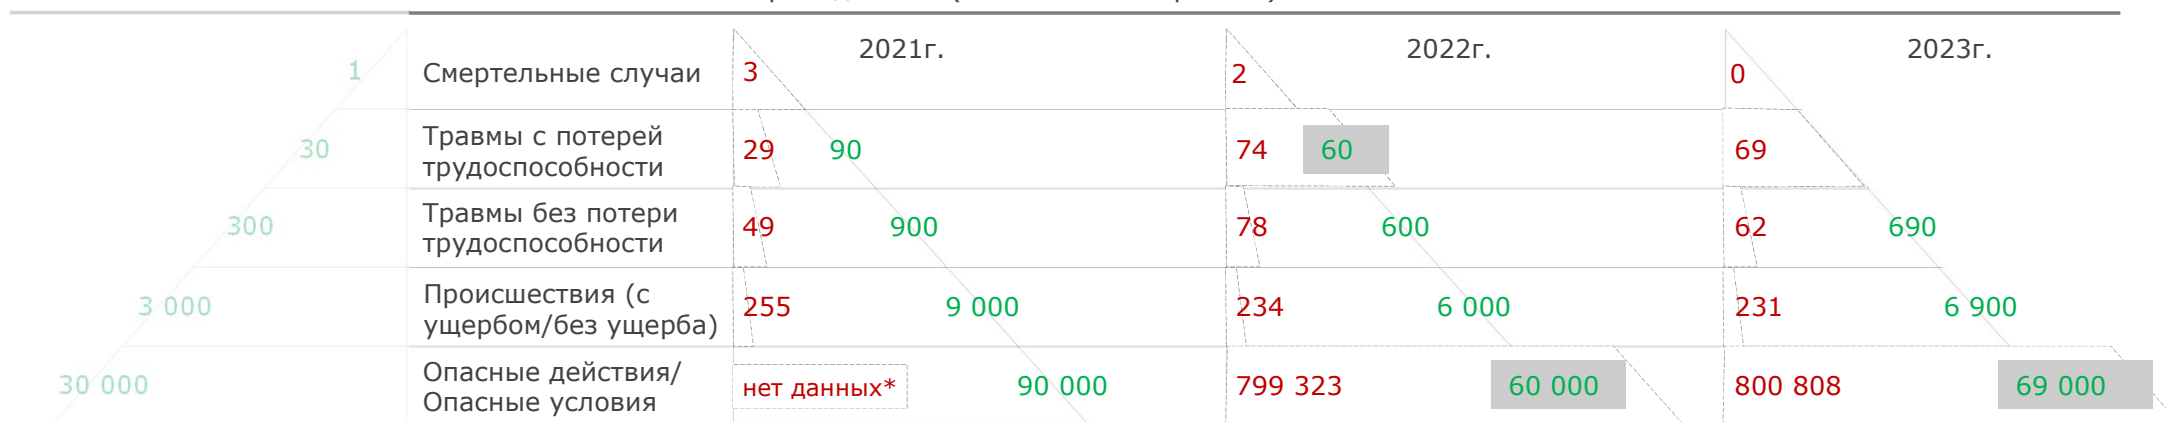 2021г.
2022г.
2023г.
1
Смертельные случаи
3
2
0
30
Травмы с потерей
трудоспособности
29
90
74
60
69
300
Травмы без потери
трудоспособности
49
900
78
600
62
690
3 000
Происшествия (с
ущербом/без ущерба)
255
9 000
234
6 000
231
6 900
30 000
Опасные действия/
Опасные условия
нет данных*
90 000
799 323
60 000
800 808
69 000